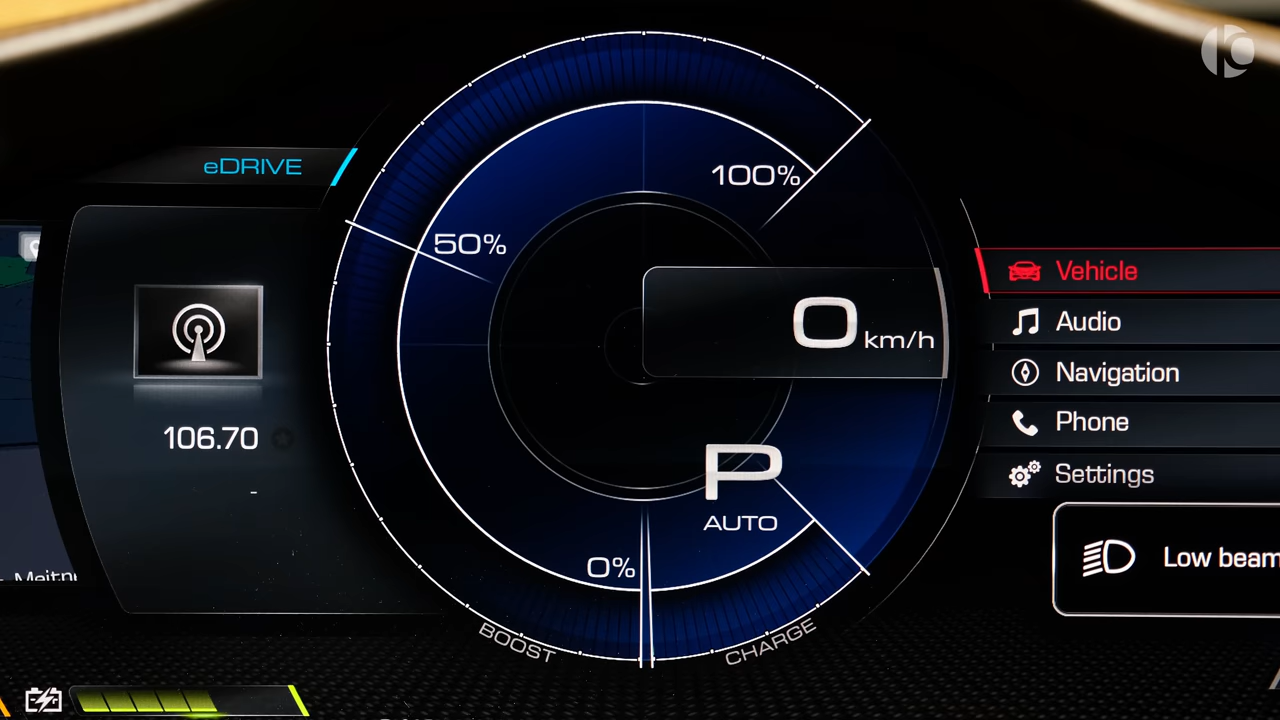 eDRIVE
106.70
-
100%
50%
0 km/h
P
AUTO
0%
BOOST
CHARGE
Vehicle
Audio
Navigation
Phone
Settings
Low beam